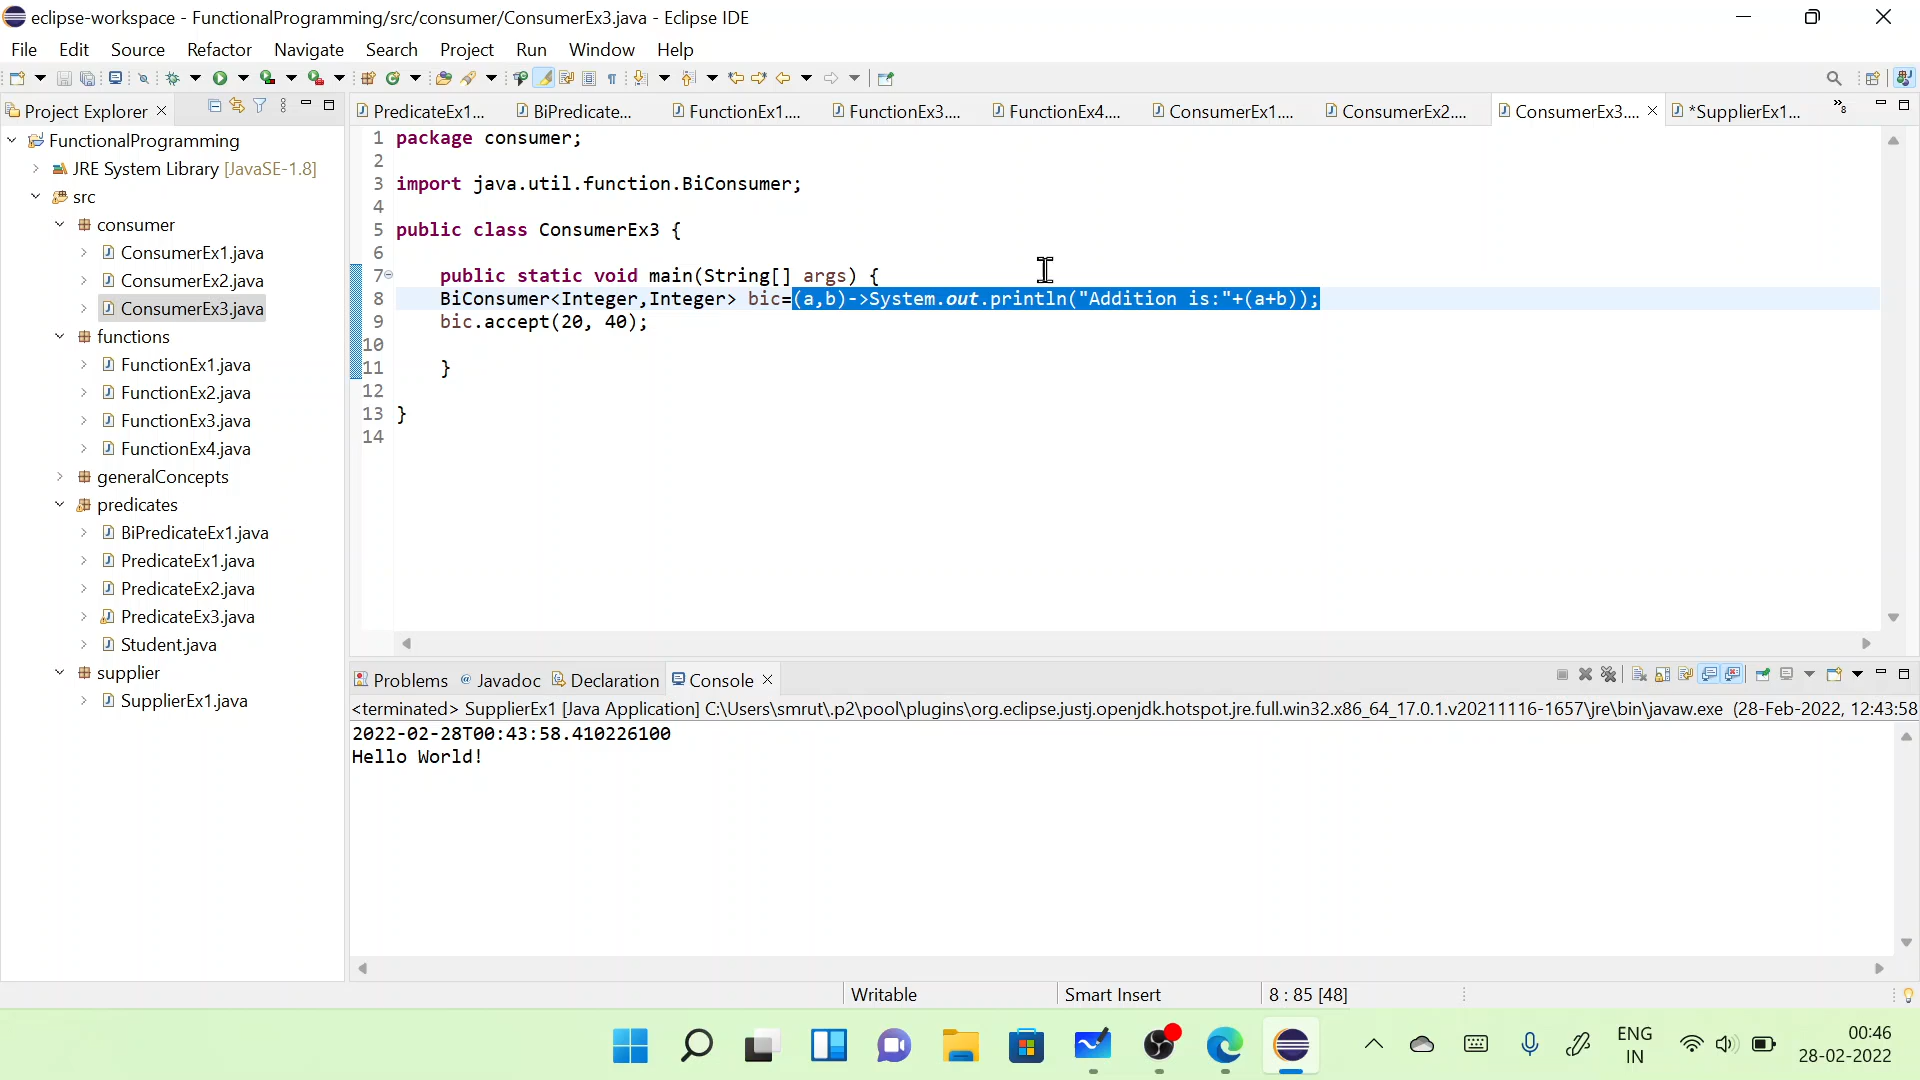 eclipse-workspace - FunctionalProgramming/src/consumer/ConsumerEx3.java - Eclipse IDE
File Edit Source Refactor Navigate Search Project Run Window Help
Project Explorer
PredicateEx1.... BiPredicate... FunctionEx1.... FunctionEx3.... FunctionEx4.... ConsumerEx1.... ConsumerEx2.... ConsumerEx3.... *SupplierEx1... »8
FunctionalProgramming
JRE System Library [JavaSE-1.8]
src
consumer
ConsumerEx1.java
ConsumerEx2.java
ConsumerEx3.java
functions
FunctionEx1.java
FunctionEx2.java
FunctionEx3.java
FunctionEx4.java
generalConcepts
predicates
BiPredicateEx1.java
PredicateEx1.java
PredicateEx2.java
PredicateEx3.java
Student.java
supplier
SupplierEx1.java
1 package consumer;
2
3 import java.util.function.BiConsumer;
4
5 public class ConsumerEx3 {
6
7 public static void main(String[] args) {
8 BiConsumer<Integer,Integer> bic=(a,b)->System.out.println("Addition is:"+(a+b));
9 bic.accept(20, 40);
10
11 }
12
13 }
14
Problems Javadoc Declaration Console
<terminated> SupplierEx1 [Java Application] C:\Users\smrut\.p2\pool\plugins\org.eclipse.justj.openjdk.hotspot.jre.full.win32.x86_64_17.0.1.v20211116-1657\jre\bin\javaw.exe (28-Feb-2022, 12:43:58
2022-02-28T00:43:58.410226100
Hello World!
Writable Smart Insert 8 : 85 [48]
ENG
IN
00:46
28-02-2022